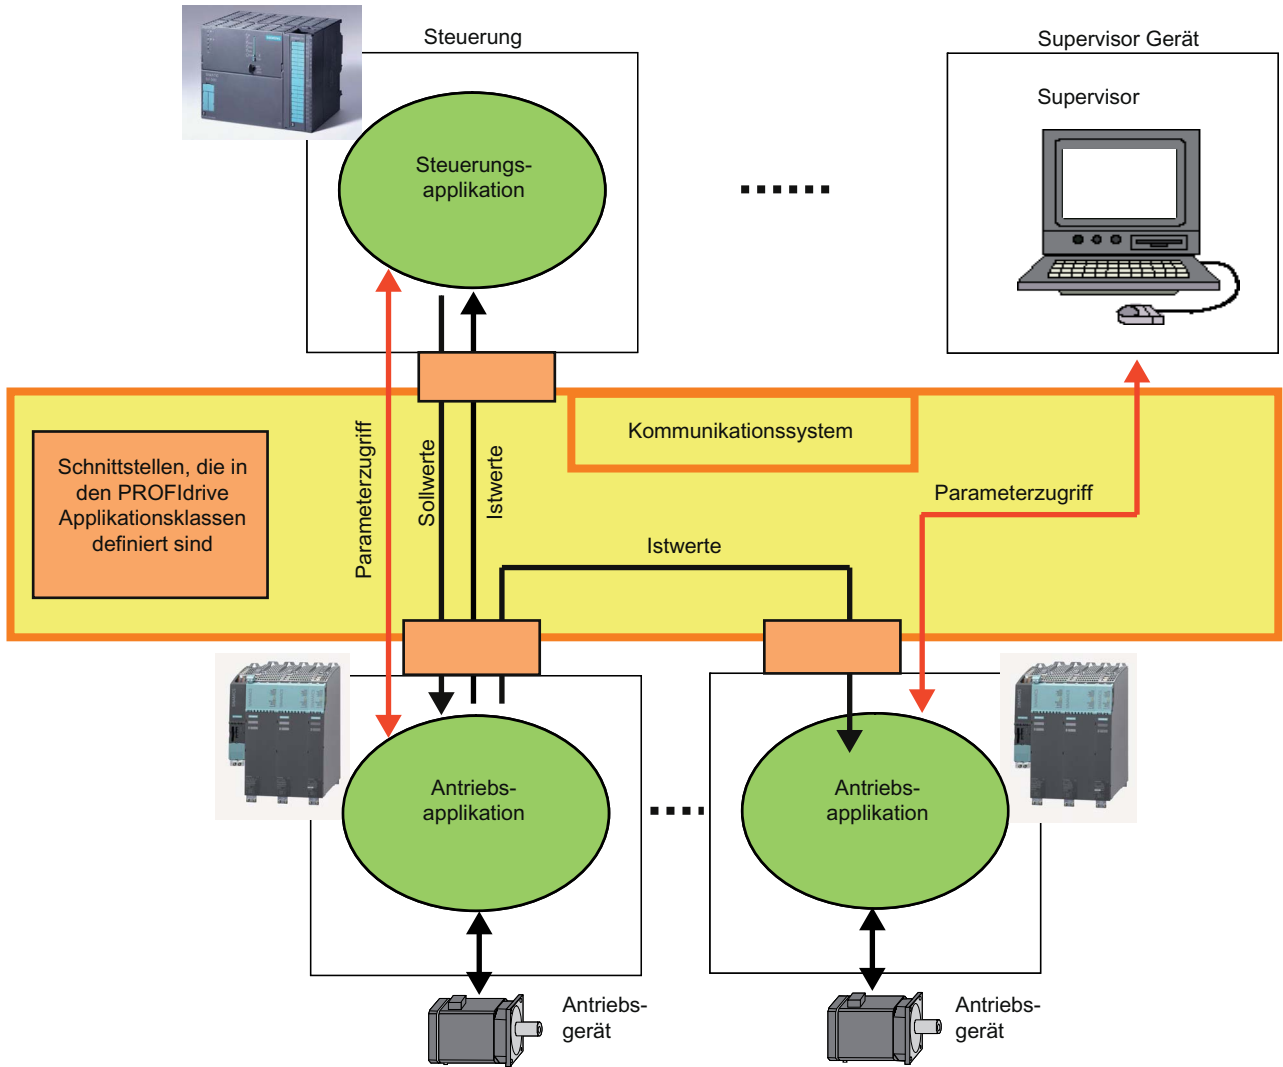 Steuerung
Supervisor Gerät
Supervisor
Steuerungs-
applikation
Kommunikationssystem
Schnittstellen, die in
den PROFIdrive
Applikationsklassen
definiert sind
Parameterzugriff
Sollwerte
Istwerte
Parameterzugriff
Istwerte
Antriebs-
applikation
Antriebs-
applikation
Antriebs-
gerät
Antriebs-
gerät